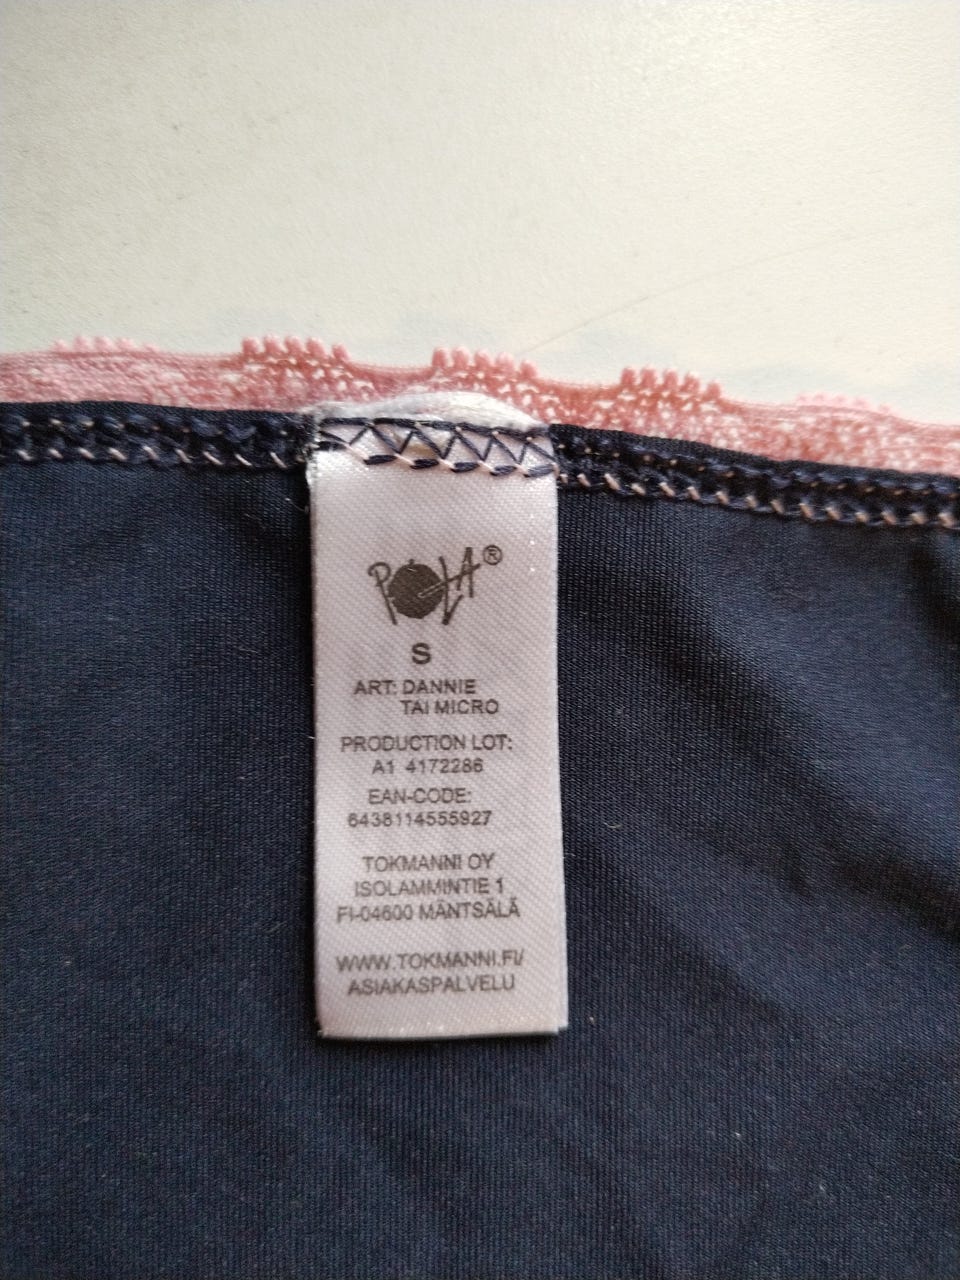 POLA®
S
ART: DANNIE
TAI MICRO
PRODUCTION LOT:
A1 4172286
EAN-CODE:
6438114555927
TOKMANNI OY
ISOLAMMINTIE 1
FI-04600 MÄNTSÄLÄ
WWW.TOKMANNI.FI/
ASIAKASPALVELU